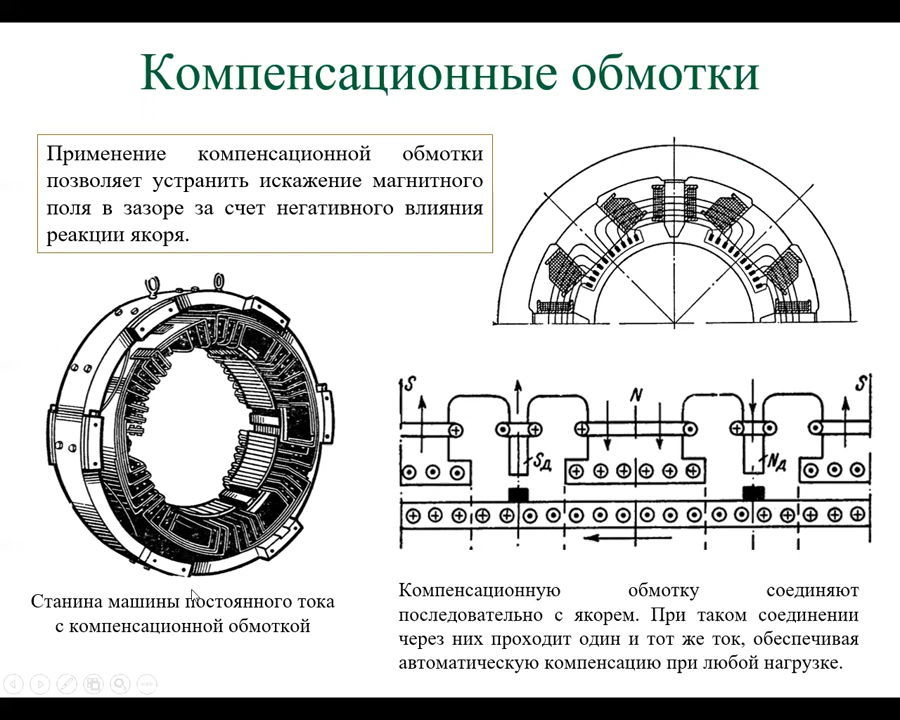 Компенсационные обмотки
Применение компенсационной обмотки
позволяет устранить искажение магнитного
поля в зазоре за счет негативного влияния
реакции якоря.
S
N
S
Sд
Nд
Станина машины постоянного тока
с компенсационной обмоткой
Компенсационную обмотку соединяют
последовательно с якорем. При таком соединении
через них проходит один и тот же ток, обеспечивая
автоматическую компенсацию при любой нагрузке.